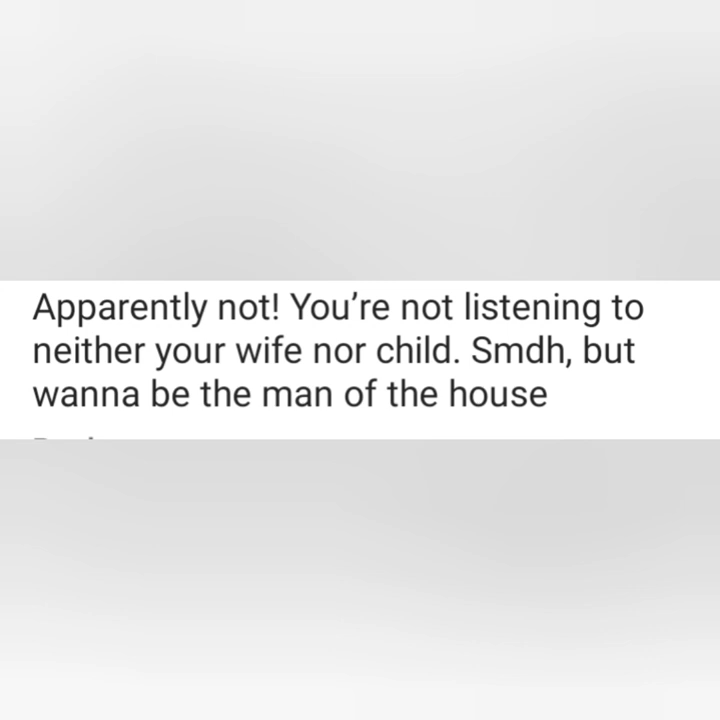 Apparently not! You’re not listening to
neither your wife nor child. Smdh, but
wanna be the man of the house